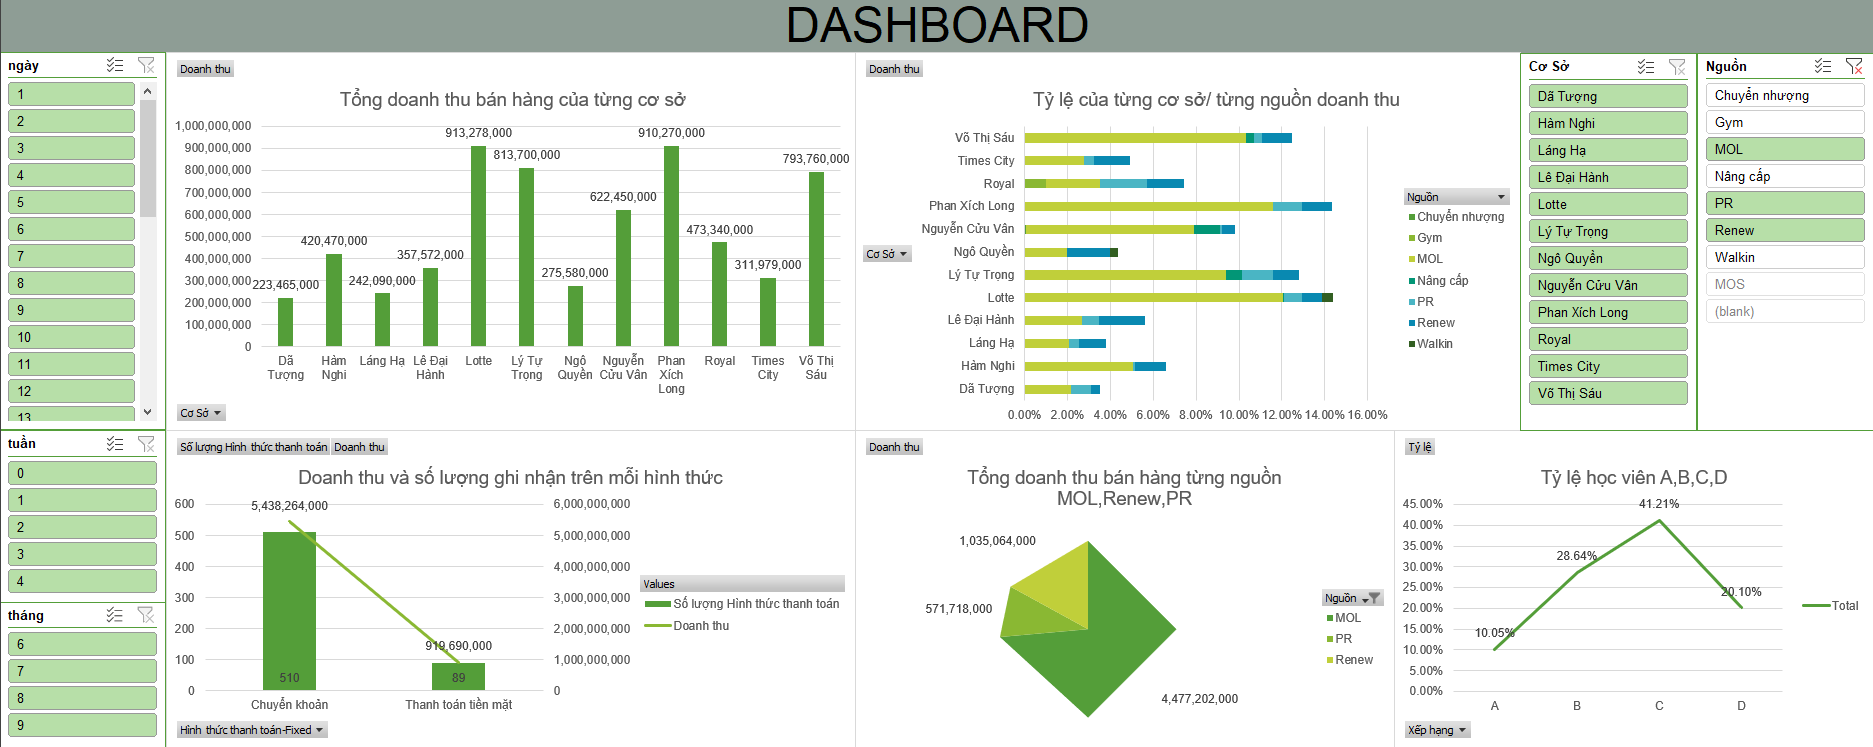 DASHBOARD
ngày
1
2
3
4
5
6
7
8
9
10
11
12
13
tuần
0
1
2
3
4
tháng
6
7
8
9
Doanh thu
Tổng doanh thu bán hàng của từng cơ sở
1,000,000,000
900,000,000
800,000,000
700,000,000
600,000,000
500,000,000
400,000,000
300,000,000
200,000,000
100,000,000
0
223,465,000
420,470,000
242,090,000
357,572,000
913,278,000
813,700,000
275,580,000
622,450,000
910,270,000
473,340,000
311,979,000
793,760,000
Dã Tượng
Hàm Nghi
Láng Hạ
Lê Đại Hành
Lotte
Lý Tự Trọng
Ngô Quyền
Nguyễn Cửu Vân
Phan Xích Long
Royal
Times City
Võ Thị Sáu
Cơ Sở
Doanh thu
Tỷ lệ của từng cơ sở/ từng nguồn doanh thu
Võ Thị Sáu
Times City
Royal
Phan Xích Long
Nguyễn Cửu Vân
Ngô Quyền
Lý Tự Trọng
Lotte
Lê Đại Hành
Láng Hạ
Hàm Nghi
Dã Tượng
0.00% 2.00% 4.00% 6.00% 8.00% 10.00% 12.00% 14.00% 16.00%
Cơ Sở
Nguồn
Chuyển nhượng
Gym
MOL
Nâng cấp
PR
Renew
Walkin
Cơ Sở
Dã Tượng
Hàm Nghi
Láng Hạ
Lê Đại Hành
Lotte
Lý Tự Trọng
Ngô Quyền
Nguyễn Cửu Vân
Phan Xích Long
Royal
Times City
Võ Thị Sáu
Nguồn
Chuyển nhượng
Gym
MOL
Nâng cấp
PR
Renew
Walkin
MOS
(blank)
Số lượng Hình thức thanh toán
Doanh thu
Doanh thu và số lượng ghi nhận trên mỗi hình thức
600
500
400
300
200
100
0
5,438,264,000
919,690,000
510
89
6,000,000,000
5,000,000,000
4,000,000,000
3,000,000,000
2,000,000,000
1,000,000,000
0
Chuyển khoản
Thanh toán tiền mặt
Values
Số lượng Hình thức thanh toán
Doanh thu
Hình thức thanh toán-Fixed
Doanh thu
Tổng doanh thu bán hàng từng nguồn
MOL,Renew,PR
1,035,064,000
571,718,000
4,477,202,000
Nguồn
MOL
PR
Renew
Tỷ lệ
Tỷ lệ học viên A,B,C,D
45.00%
40.00%
35.00%
30.00%
25.00%
20.00%
15.00%
10.00%
5.00%
0.00%
10.05%
28.64%
41.21%
20.10%
A B C D
Total
Xếp hạng